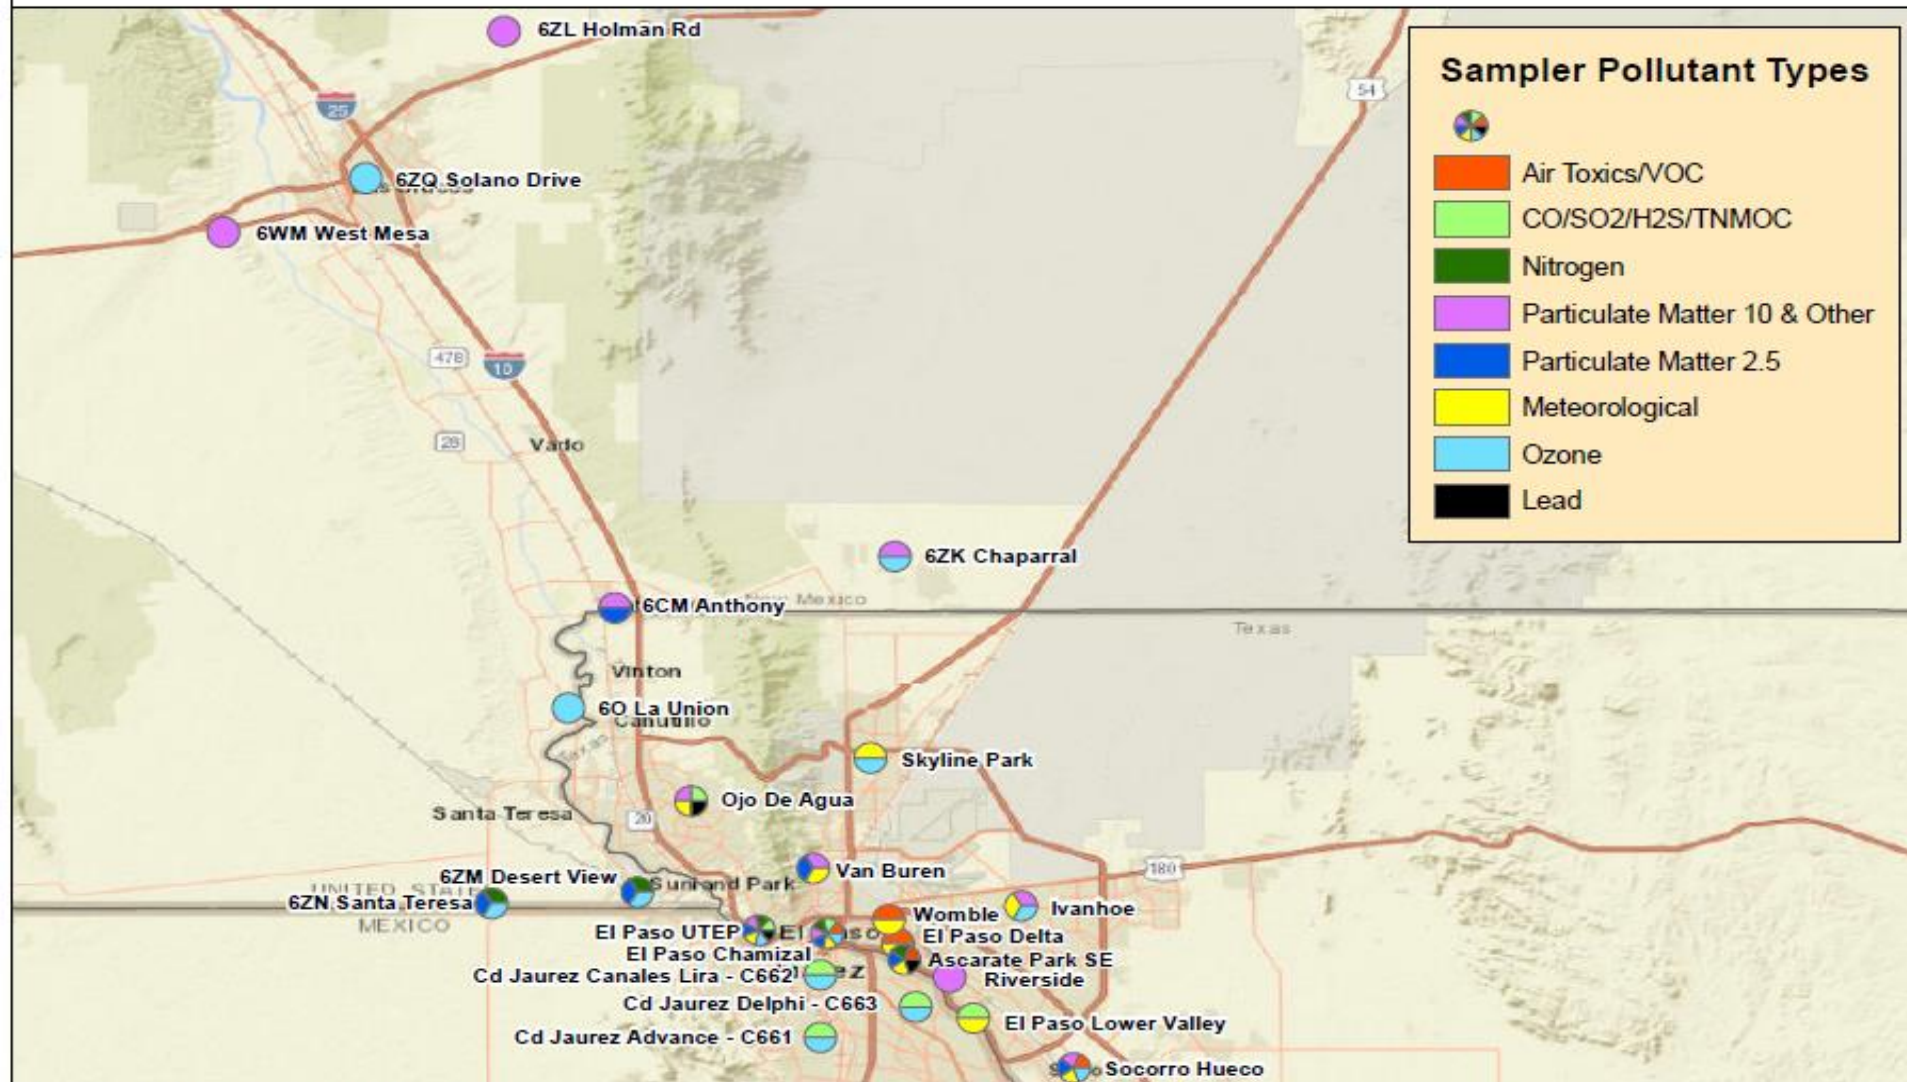 6ZL Holman Rd
25
54
Sampler Pollutant Types
Air Toxics/VOC
CO/SO2/H2S/TNMOC
Nitrogen
Particulate Matter 10 & Other
Particulate Matter 2.5
Meteorological
Ozone
Lead
6ZQ Solano Drive
6WM West Mesa
478
10
28
Vado
6ZK Chaparral
6CM Anthony
New Mexico
Texas
Vinton
6O La Union
Canutillo
Texas
Skyline Park
Ojo De Agua
Santa Teresa
20
180
Van Buren
6ZM Desert View
Sunland Park
UNITED STATE
6ZN Santa Teresa
MEXICO
Ivanhoe
Womble
El Paso UTEP
El Paso Delta
El Paso Chamizal
Ascarate Park SE
Cd Jaurez Canales Lira - C662
Riverside
Cd Jaurez Delphi - C663
El Paso Lower Valley
Cd Jaurez Advance - C661
Socorro Hueco